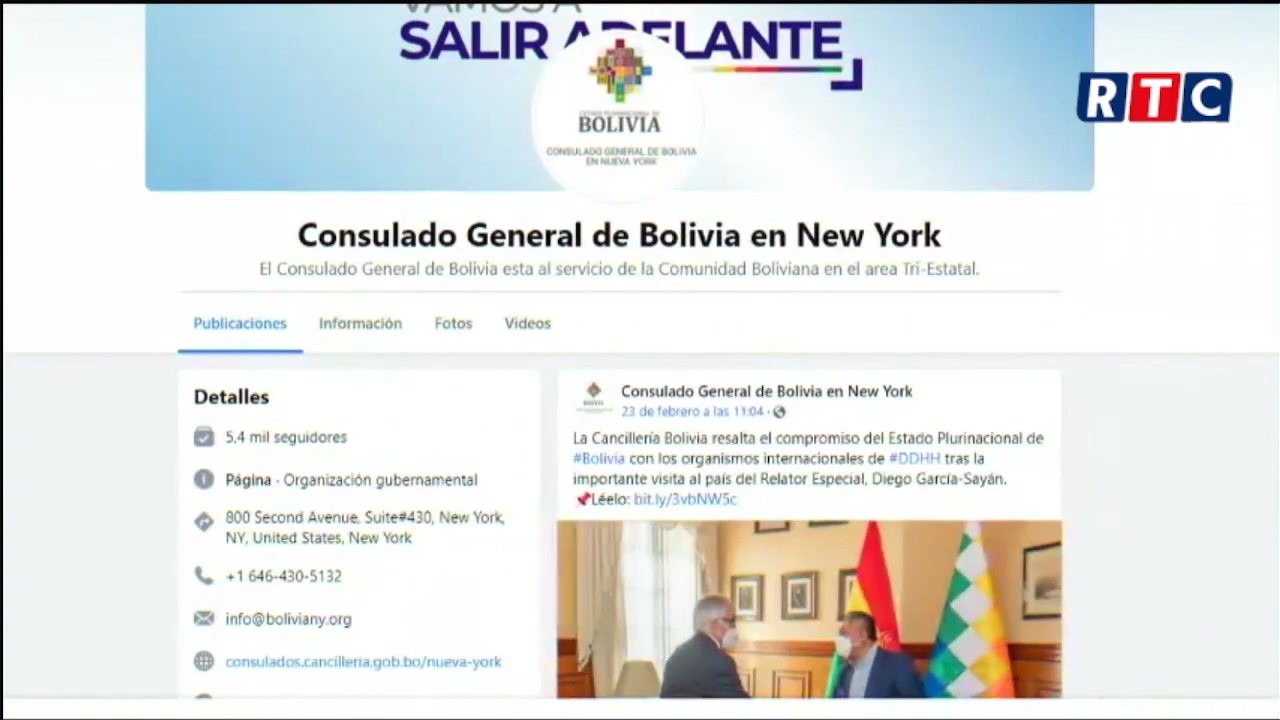 VAMOS A
SALIR ADELANTE
RTC
ESTADO PLURINACIONAL DE
BOLIVIA
CONSULADO GENERAL DE BOLIVIA
EN NUEVA YORK
Consulado General de Bolivia en New York
El Consulado General de Bolivia esta al servicio de la Comunidad Boliviana en el area Tri-Estatal.
Publicaciones Información Fotos Videos
Detalles
5,4 mil seguidores
Página · Organización gubernamental
800 Second Avenue, Suite#430, New York,
NY, United States, New York
+1 646-430-5132
info@boliviany.org
consulados.cancilleria.gob.bo/nueva-york
Consulado General de Bolivia en New York
23 de febrero a las 11:04 ·
La Cancillería Bolivia resalta el compromiso del Estado Plurinacional de
#Bolivia con los organismos internacionales de #DDHH tras la
importante visita al país del Relator Especial, Diego García-Sayán.
📌Léelo: bit.ly/3vbNW5c